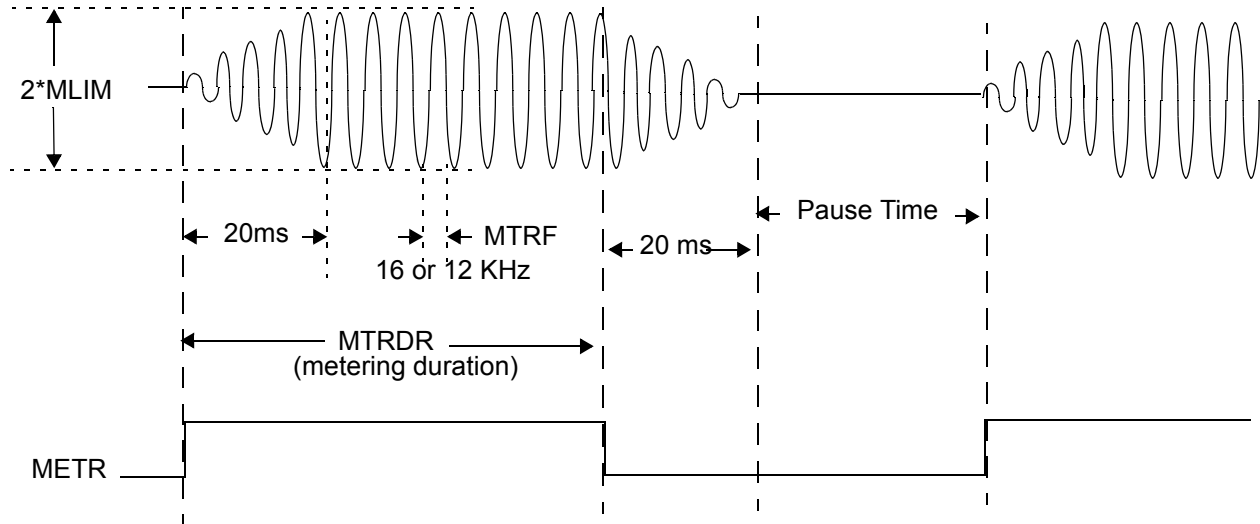 2*MLIM
Pause Time
20ms
MTRF
20 ms
16 or 12 KHz
MTRDR
(metering duration)
METR